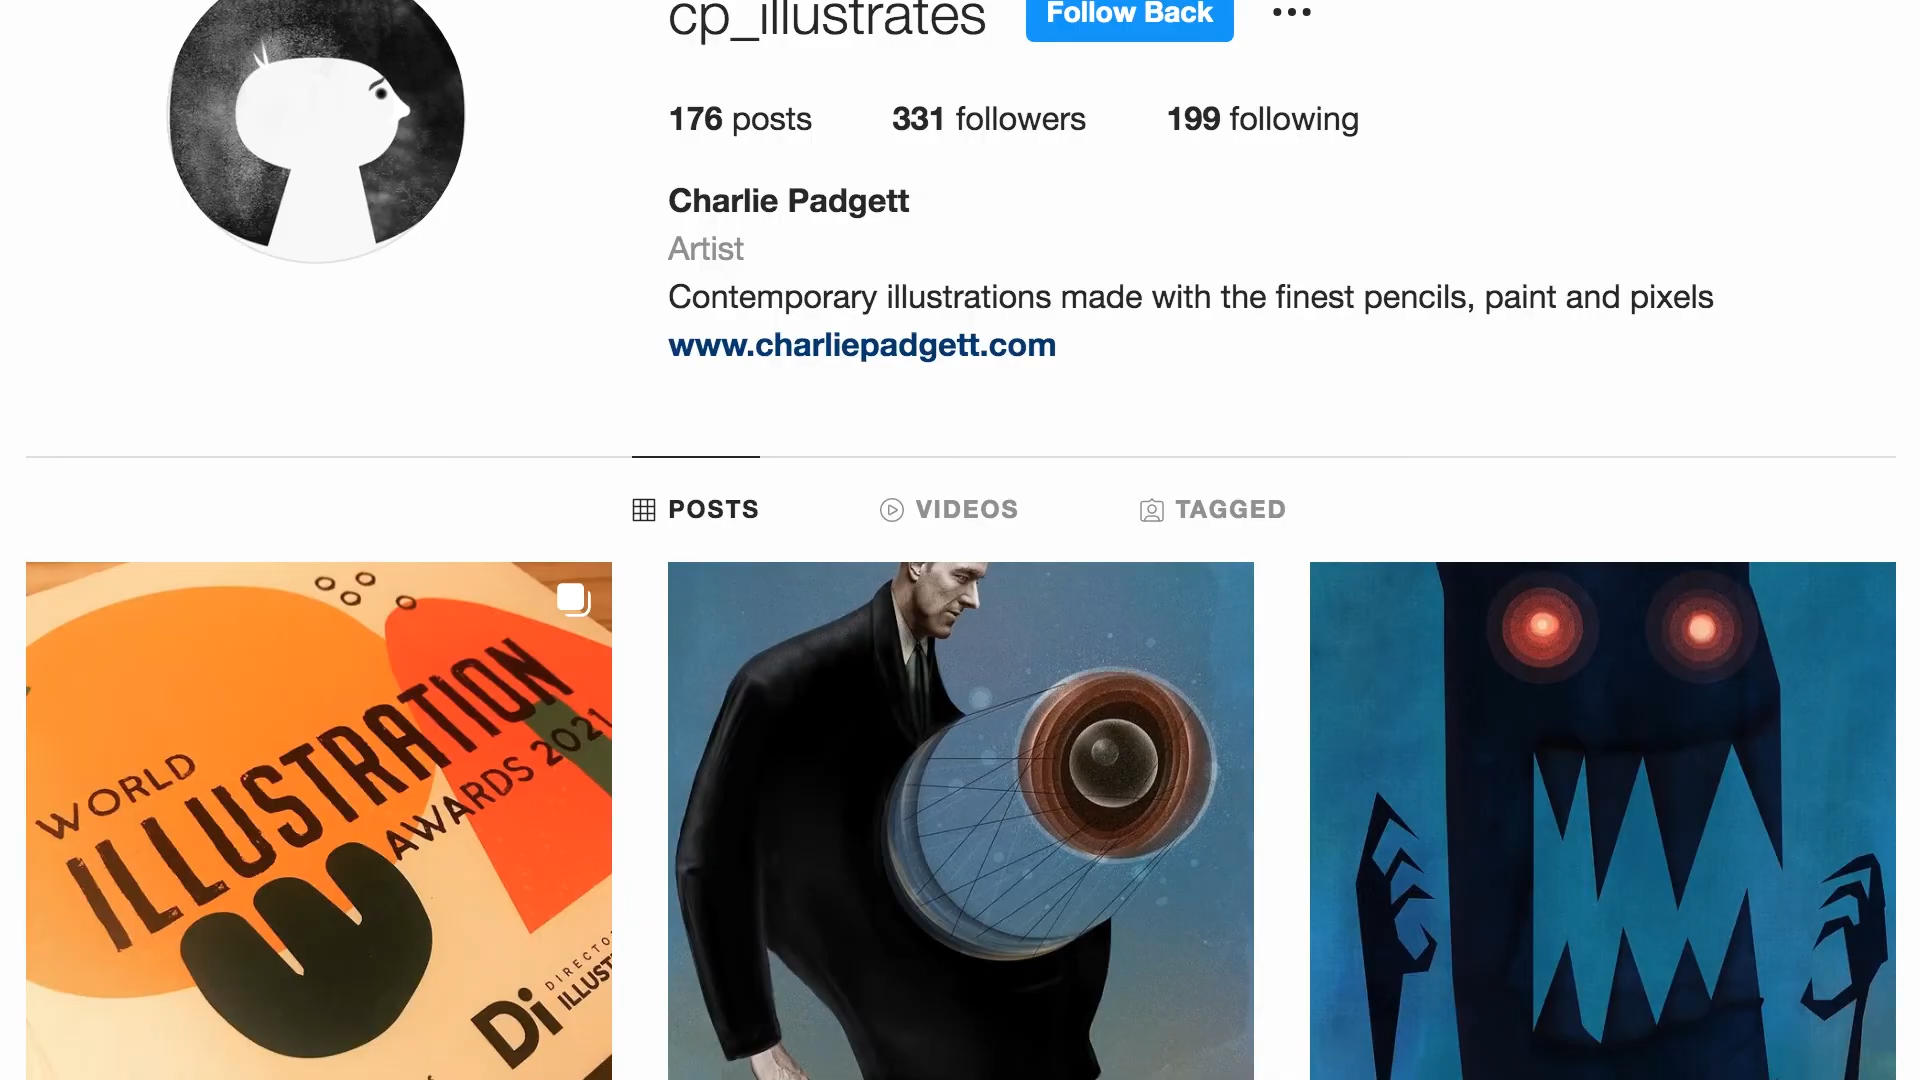 cp_illustrates
Follow Back
176 posts 331 followers 199 following
Charlie Padgett
Artist
Contemporary illustrations made with the finest pencils, paint and pixels
www.charliepadgett.com
POSTS VIDEOS TAGGED
WORLD
ILLUSTRATION
AWARDS 2021
Di